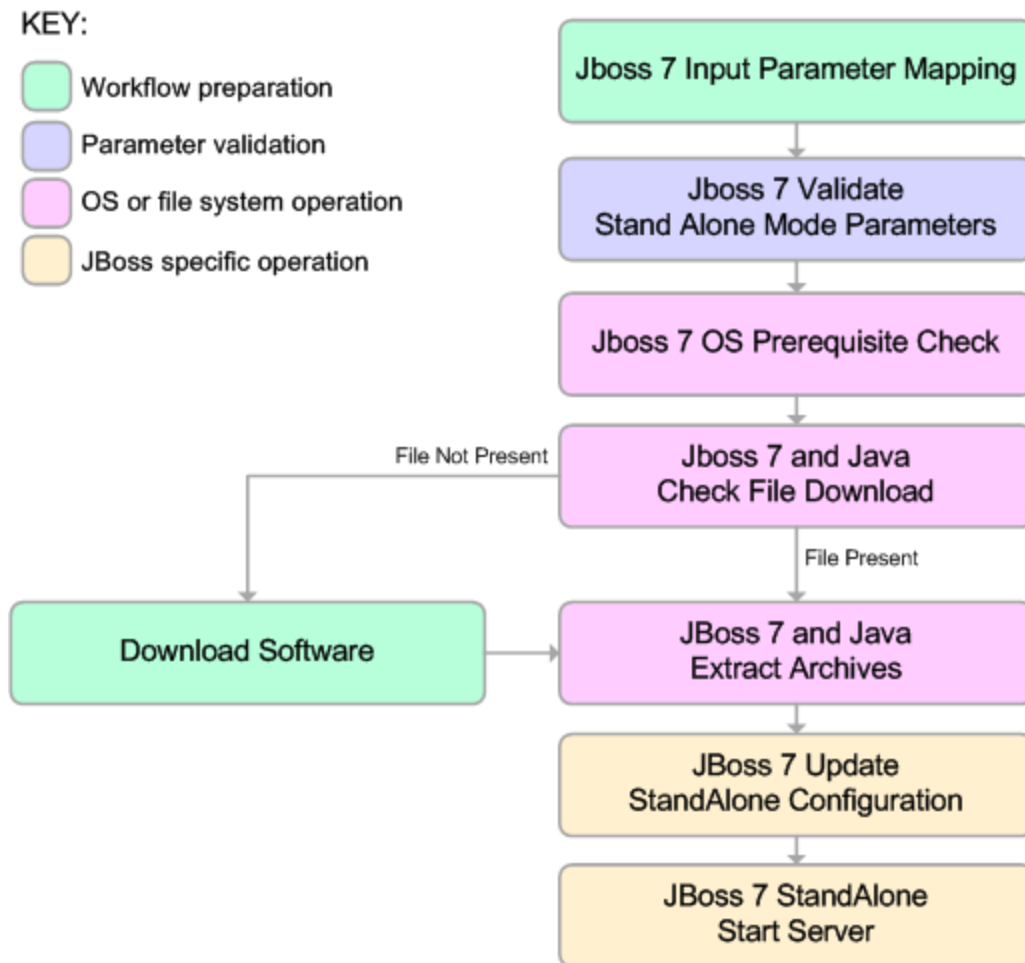 KEY:
Workflow preparation
Parameter validation
OS or file system operation
JBoss specific operation
Jboss 7 Input Parameter Mapping
Jboss 7 Validate
Stand Alone Mode Parameters
Jboss 7 OS Prerequisite Check
Jboss 7 and Java
Check File Download
File Not Present
File Present
Download Software
JBoss 7 and Java
Extract Archives
JBoss 7 Update
StandAlone Configuration
JBoss 7 StandAlone
Start Server